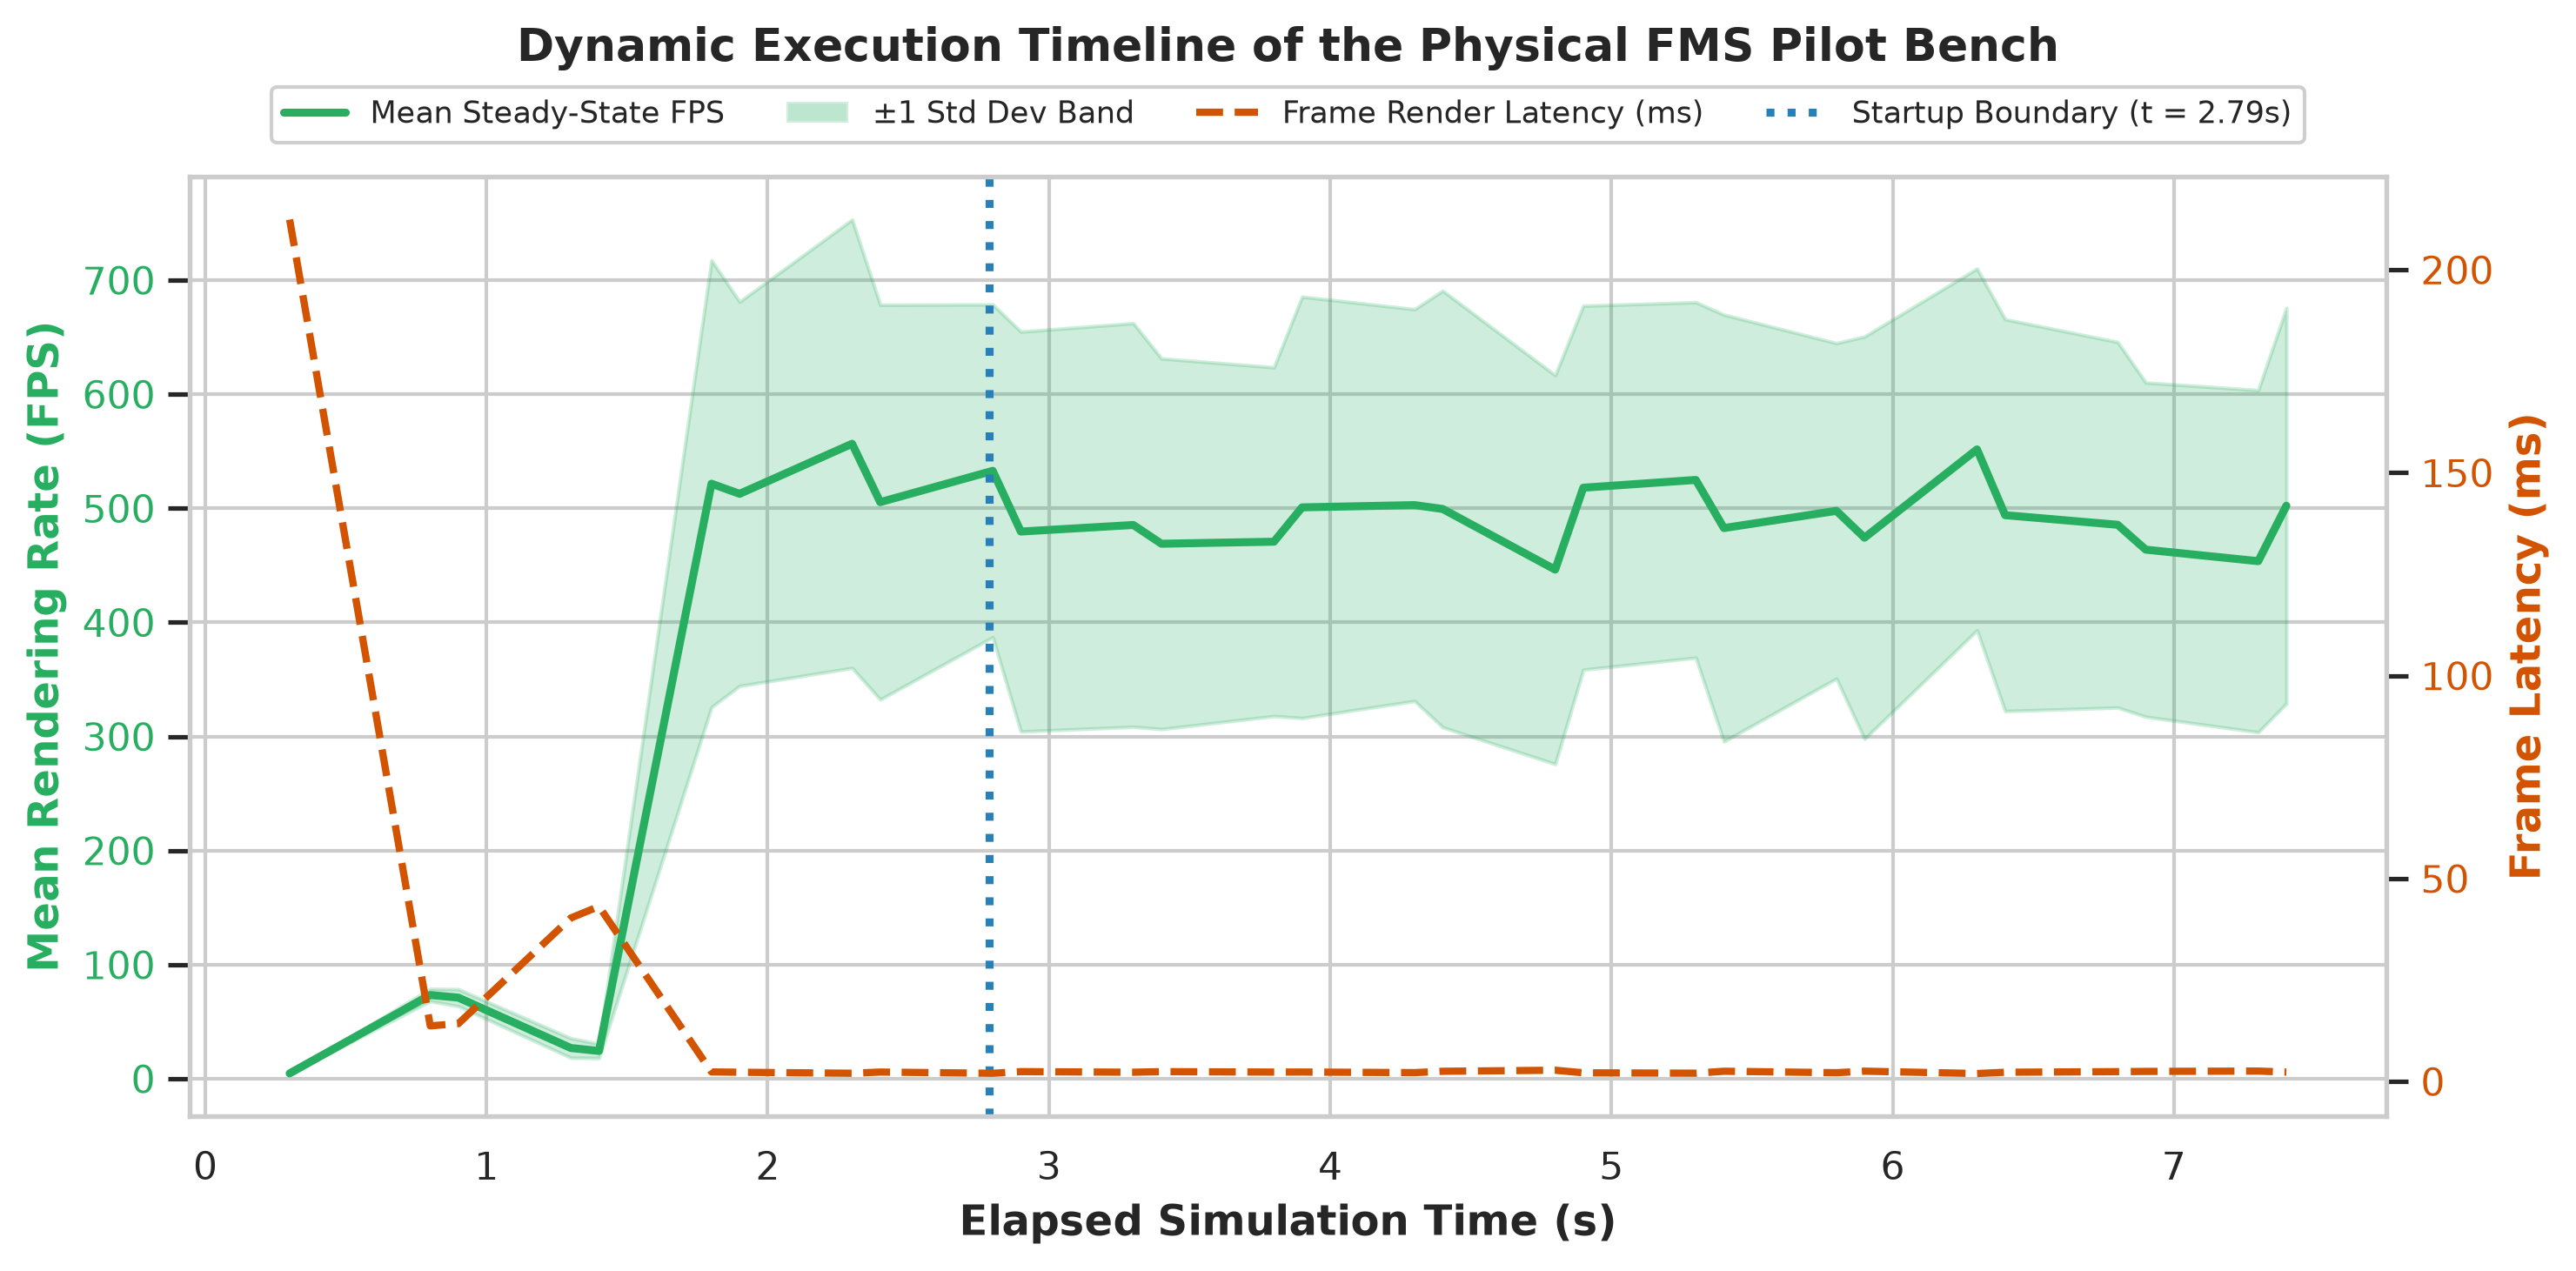 Dynamic Execution Timeline of the Physical FMS Pilot Bench
Mean Steady-State FPS
±1 Std Dev Band
Frame Render Latency (ms)
Startup Boundary (t = 2.79s)
Mean Rendering Rate (FPS)
700
600
500
400
300
200
100
0
200
150
100
50
0
Frame Latency (ms)
0 1 2 3 4 5 6 7
Elapsed Simulation Time (s)